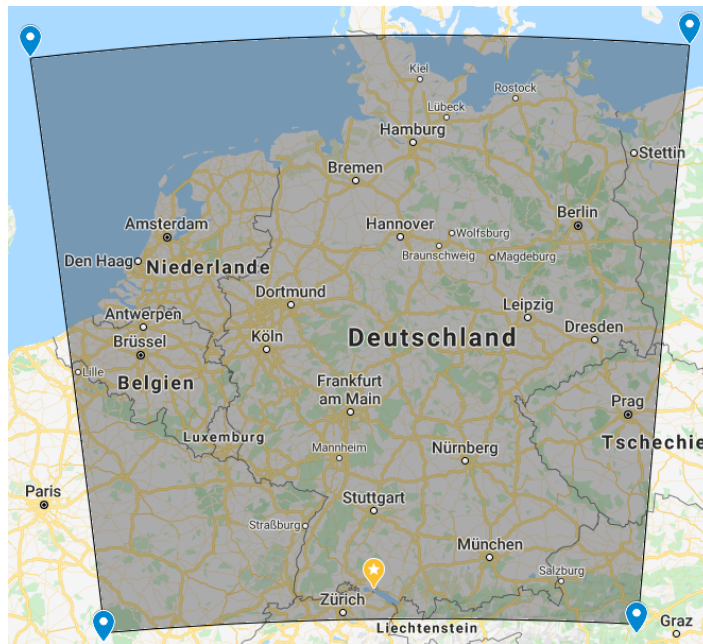 Kiel
Rostock
Lübeck
Hamburg
Stettin
Bremen
Amsterdam
Hannover
Wolfsburg
Berlin
Braunschweig
Magdeburg
Den Haag
Niederlande
Dortmund
Leipzig
Antwerpen
Dresden
Brüssel
Köln
Deutschland
Lille
Belgien
Frankfurt
am Main
Prag
Luxemburg
Tschechie
Mannheim
Nürnberg
Paris
Stuttgart
Straßburg
München
Salzburg
Zürich
Liechtenstein
Graz